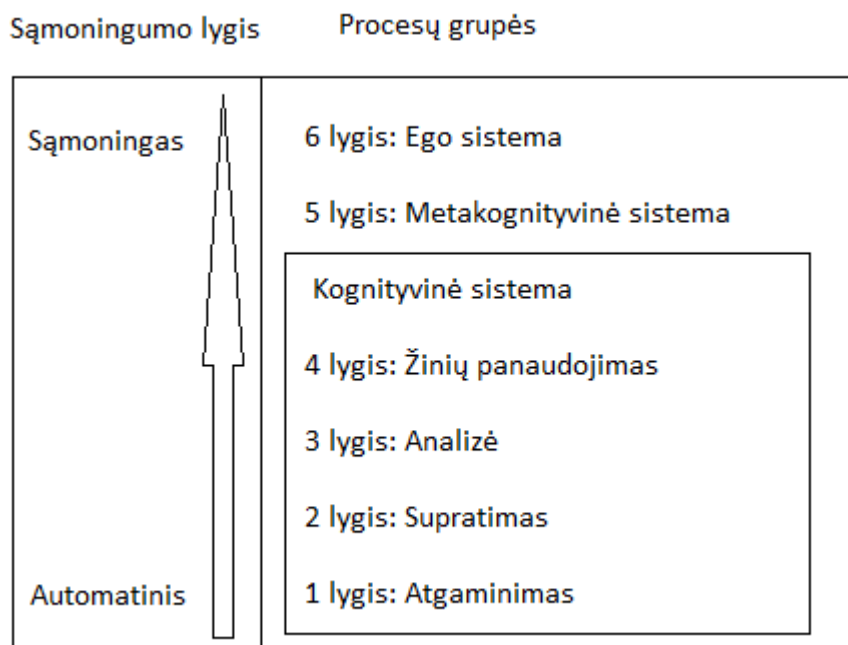 Sąmoningumo lygis Procesų grupės
Sąmoningas
6 lygis: Ego sistema
5 lygis: Metakognityvinė sistema
Kognityvinė sistema
4 lygis: Žinių panaudojimas
3 lygis: Analizė
2 lygis: Supratimas
Automatinis
1 lygis: Atgaminimas